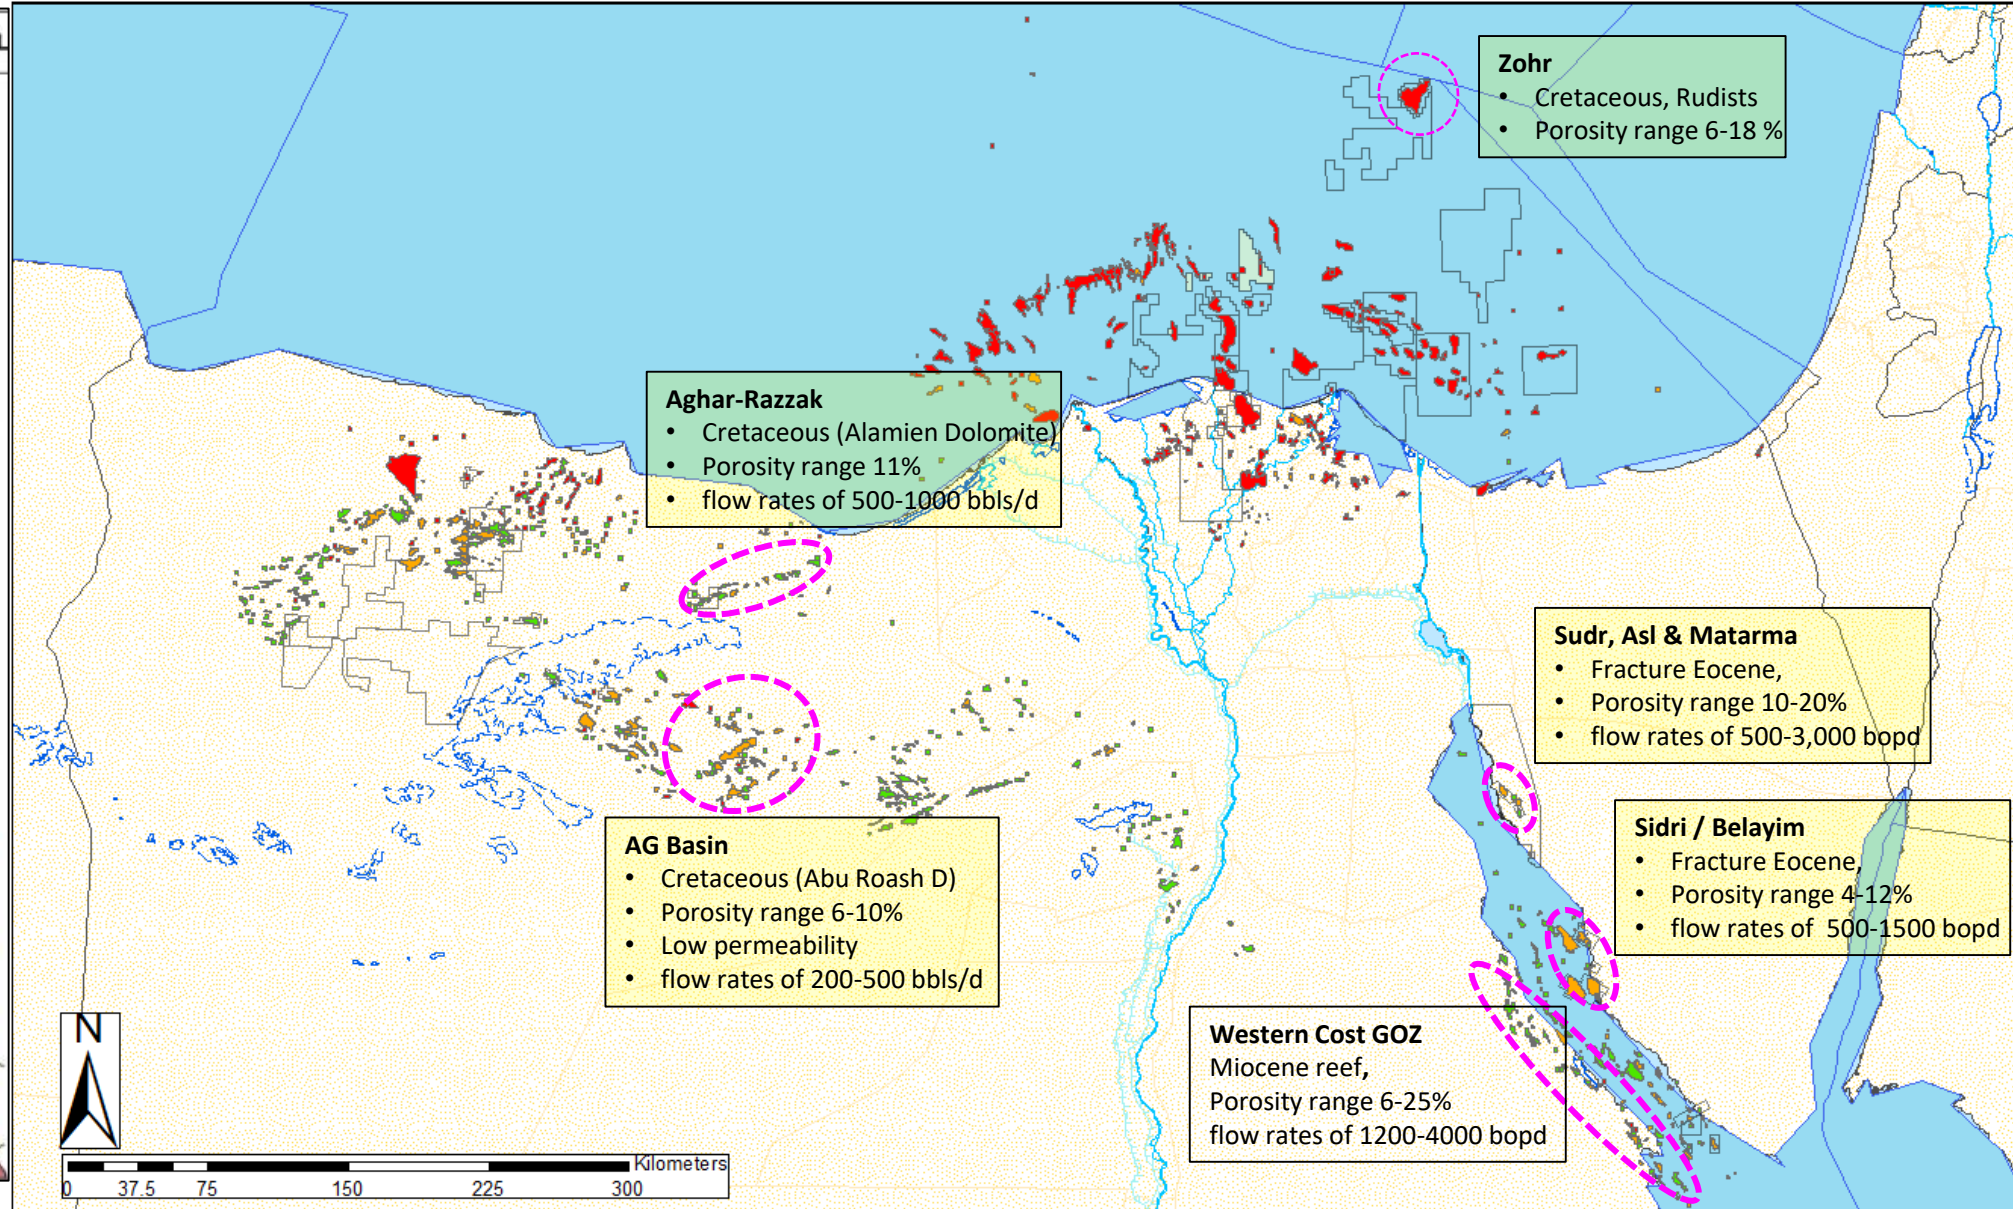 Zohr
• Cretaceous, Rudists
• Porosity range 6-18 %
Aghar-Razzak
• Cretaceous (Alamien Dolomite)
• Porosity range 11%
• flow rates of 500-1000 bbls/d
Sudr, Asl & Matarma
• Fracture Eocene,
• Porosity range 10-20%
• flow rates of 500-3,000 bopd
Sidri / Belayim
• Fracture Eocene,
• Porosity range 4-12%
• flow rates of 500-1500 bopd
AG Basin
• Cretaceous (Abu Roash D)
• Porosity range 6-10%
• Low permeability
• flow rates of 200-500 bbls/d
Western Cost GOZ
Miocene reef,
Porosity range 6-25%
flow rates of 1200-4000 bopd
N
Kilometers
0 37.5 75 150 225 300